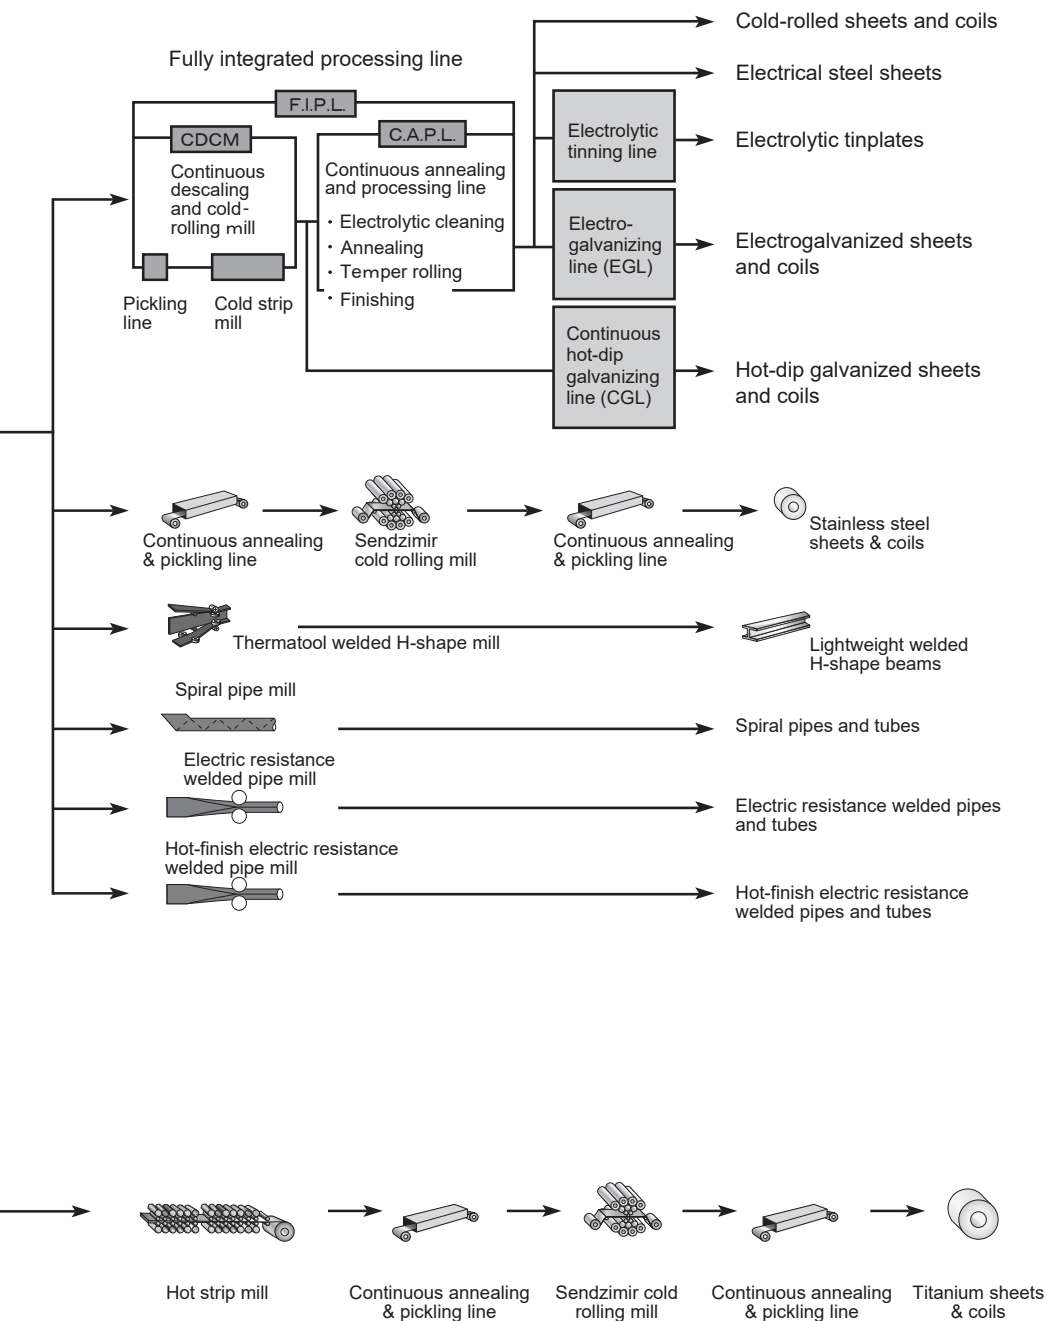 Cold-rolled sheets and coils
Fully integrated processing line
Electrical steel sheets
F.I.P.L.
CDCM
C.A.P.L.
Continuous
descaling
and cold-
rolling mill
Continuous annealing
and processing line
· Electrolytic cleaning
· Annealing
· Temper rolling
· Finishing
Pickling
line
Cold strip
mill
Electrolytic
tinning line
Electrolytic tinplates
Electro-
galvanizing
line (EGL)
Electrogalvanized sheets
and coils
Continuous
hot-dip
galvanizing
line (CGL)
Hot-dip galvanized sheets
and coils
Continuous annealing
& pickling line
Sendzimir
cold rolling mill
Continuous annealing
& pickling line
Stainless steel
sheets & coils
Thermatool welded H-shape mill
Lightweight welded
H-shape beams
Spiral pipe mill
Spiral pipes and tubes
Electric resistance
welded pipe mill
Electric resistance welded pipes
and tubes
Hot-finish electric resistance
welded pipe mill
Hot-finish electric resistance
welded pipes and tubes
Hot strip mill
Continuous annealing
& pickling line
Sendzimir cold
rolling mill
Continuous annealing
& pickling line
Titanium sheets
& coils